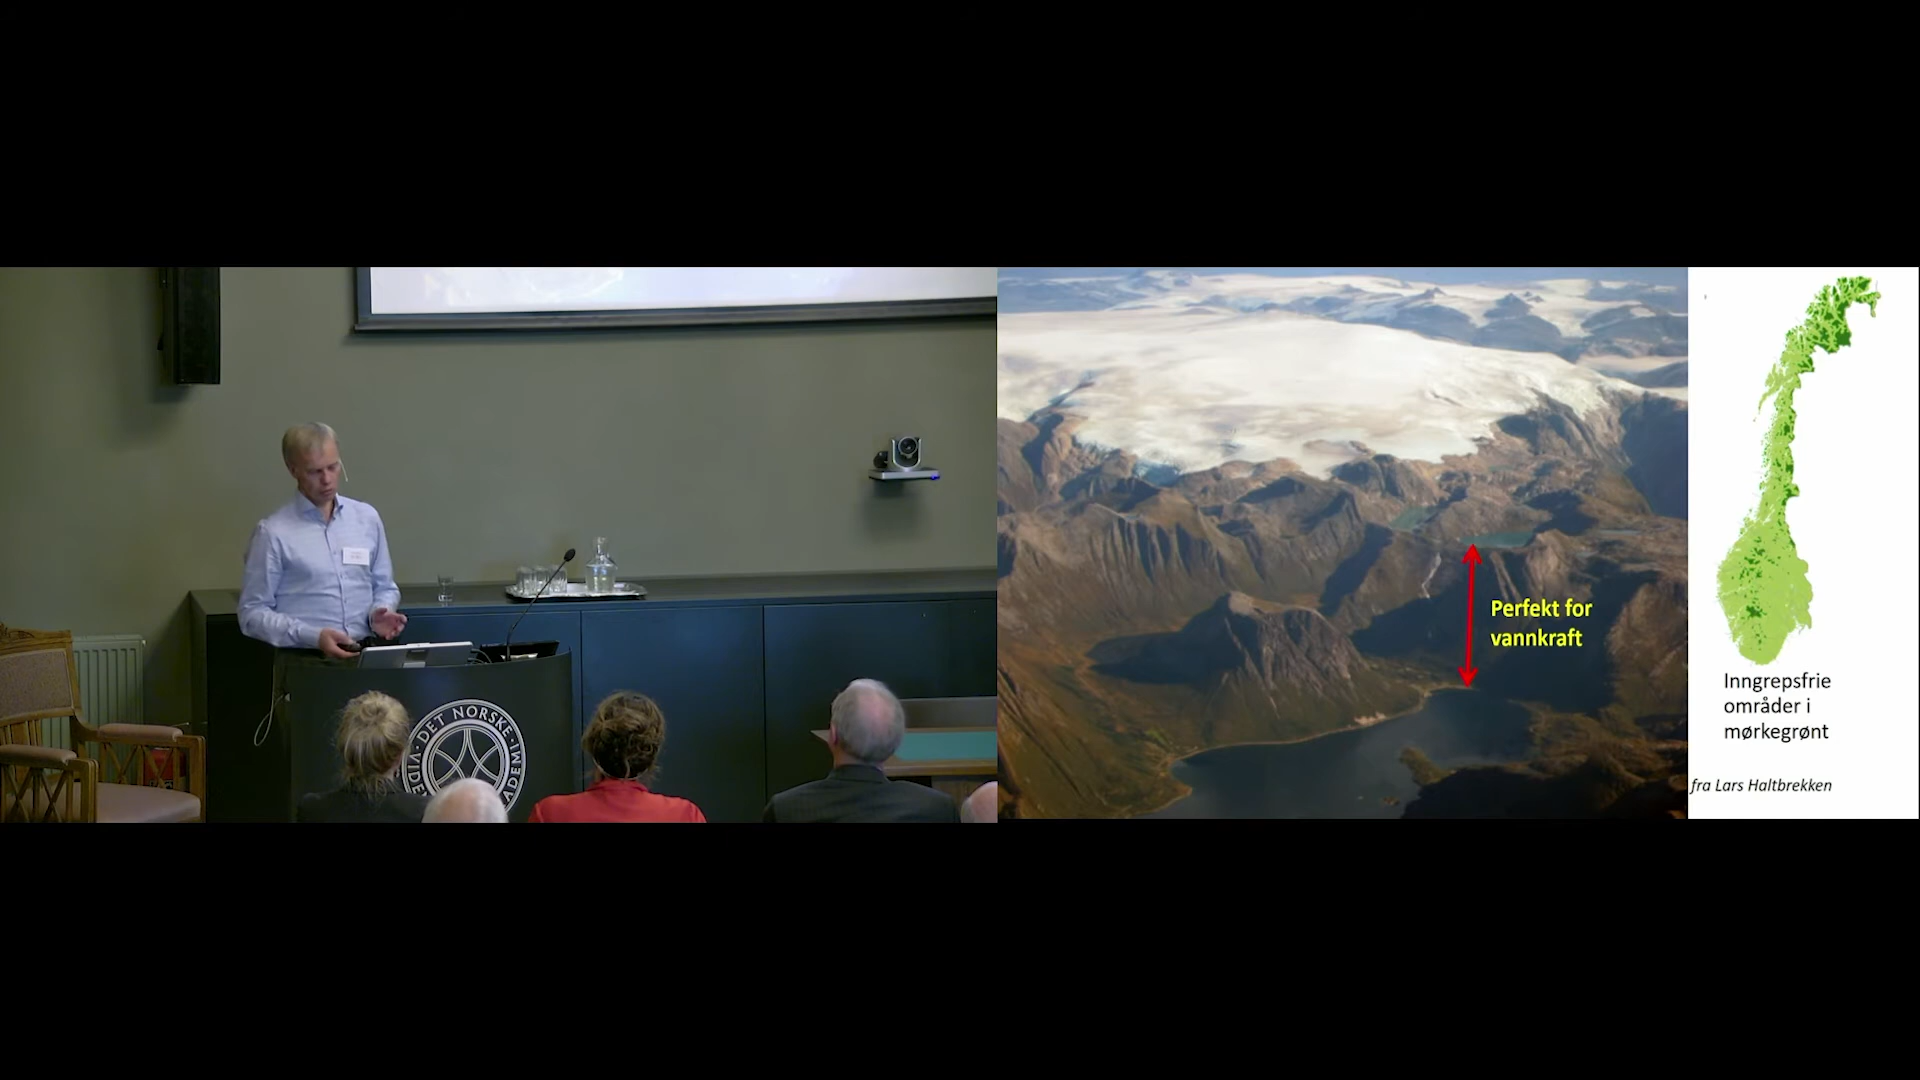 DET NORSKE
VIDE
ADEMI
Perfekt for
vannkraft
Inngrepsfrie
områder i
mørkegrønt
fra Lars Haltbrekken